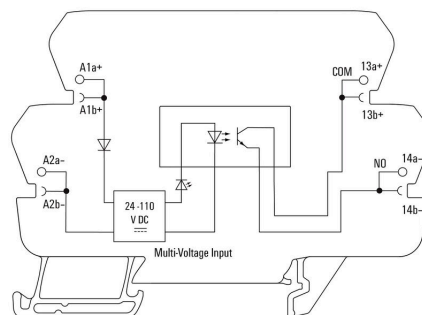 A1a+
A1b+
COM
13a+
13b+
A2a-
A2b-
NO
14a-
14b-
24-110
V DC
Multi-Voltage Input